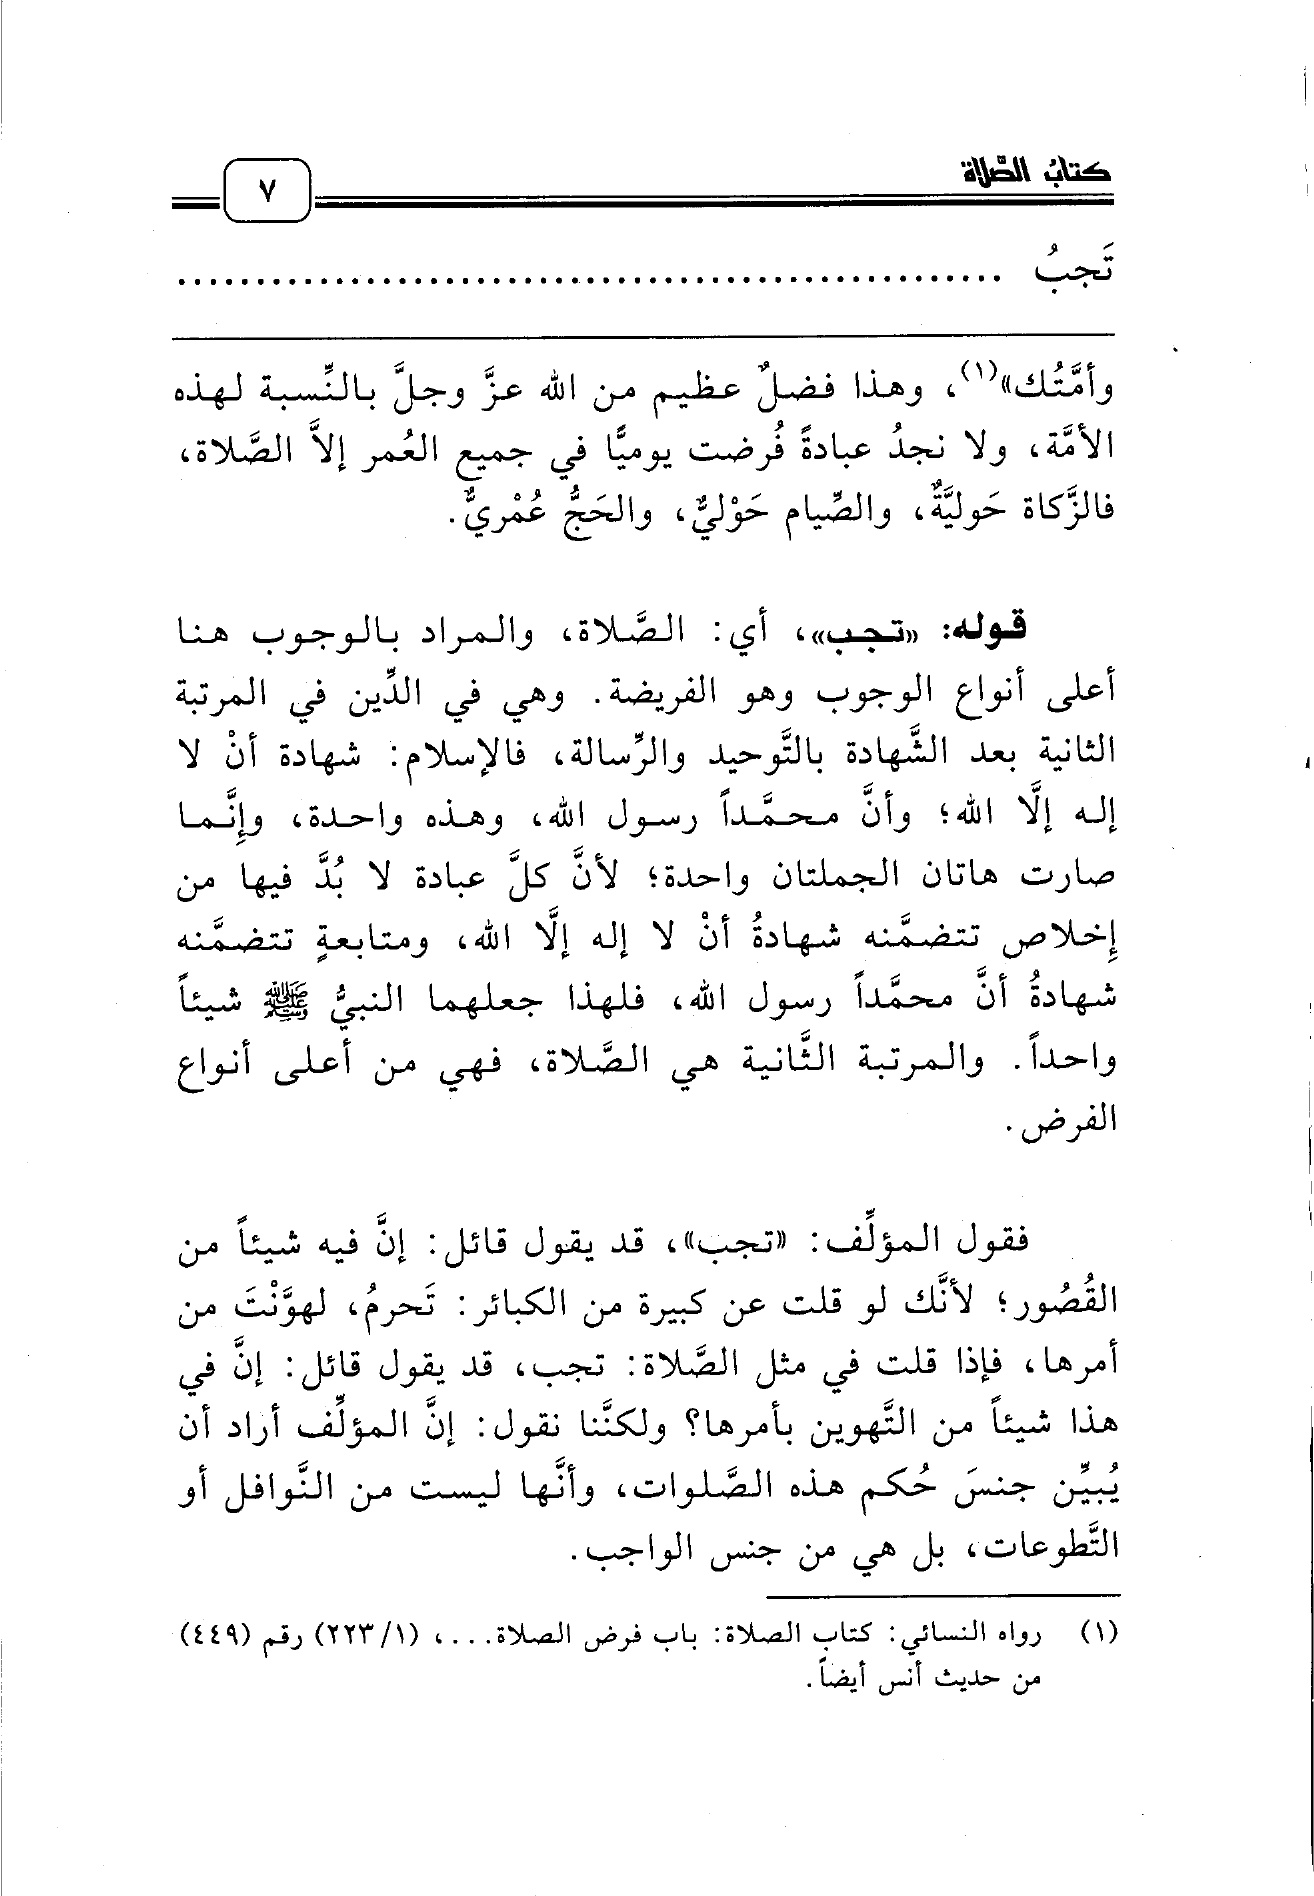 كتابُ الصَّلاة
٧
تَجبُ ....................................................
وأمَّتُك»(١)، وهذا فضلٌ عظيم من الله عزَّ وجلَّ بالنِّسبة لهذه
الأمَّة، ولا نجدُ عبادةً فُرضت يوميًّا في جميع العُمر إلاَّ الصَّلاة،
فالزَّكاة حَوليَّةٌ، والصِّيام حَوْليٌّ، والحَجُّ عُمْريٌّ.
قوله: «تجب»، أي: الصَّلاة، والمراد بالوجوب هنا
أعلى أنواع الوجوب وهو الفريضة. وهي في الدِّين في المرتبة
الثانية بعد الشَّهادة بالتَّوحيد والرِّسالة، فالإسلام: شهادة أنْ لا
إله إلَّا الله؛ وأنَّ محمَّداً رسول الله، وهذه واحدة، وإنَّما
صارت هاتان الجملتان واحدة؛ لأنَّ كلَّ عبادة لا بُدَّ فيها من
إخلاص تتضمَّنه شهادةُ أنْ لا إله إلَّا الله، ومتابعةٍ تتضمَّنه
شهادةُ أنَّ محمَّداً رسول الله، فلهذا جعلهما النبيُّ ﷺ شيئاً
واحداً. والمرتبة الثَّانية هي الصَّلاة، فهي من أعلى أنواع
الفرض.
فقول المؤلِّف: «تجب»، قد يقول قائل: إنَّ فيه شيئاً من
القُصُور؛ لأنَّك لو قلت عن كبيرة من الكبائر: تَحرمُ، لهوَّنْتَ من
أمرها، فإذا قلت في مثل الصَّلاة: تجب، قد يقول قائل: إنَّ في
هذا شيئاً من التَّهوين بأمرها؟ ولكنَّنا نقول: إنَّ المؤلِّف أراد أن
يُبيِّن جنسَ حُكم هذه الصَّلوات، وأنَّها ليست من النَّوافل أو
التَّطوعات، بل هي من جنس الواجب.
(١) رواه النسائي: كتاب الصلاة: باب فرض الصلاة...، (١/ ٢٢٣) رقم (٤٤٩)
من حديث أنس أيضاً.